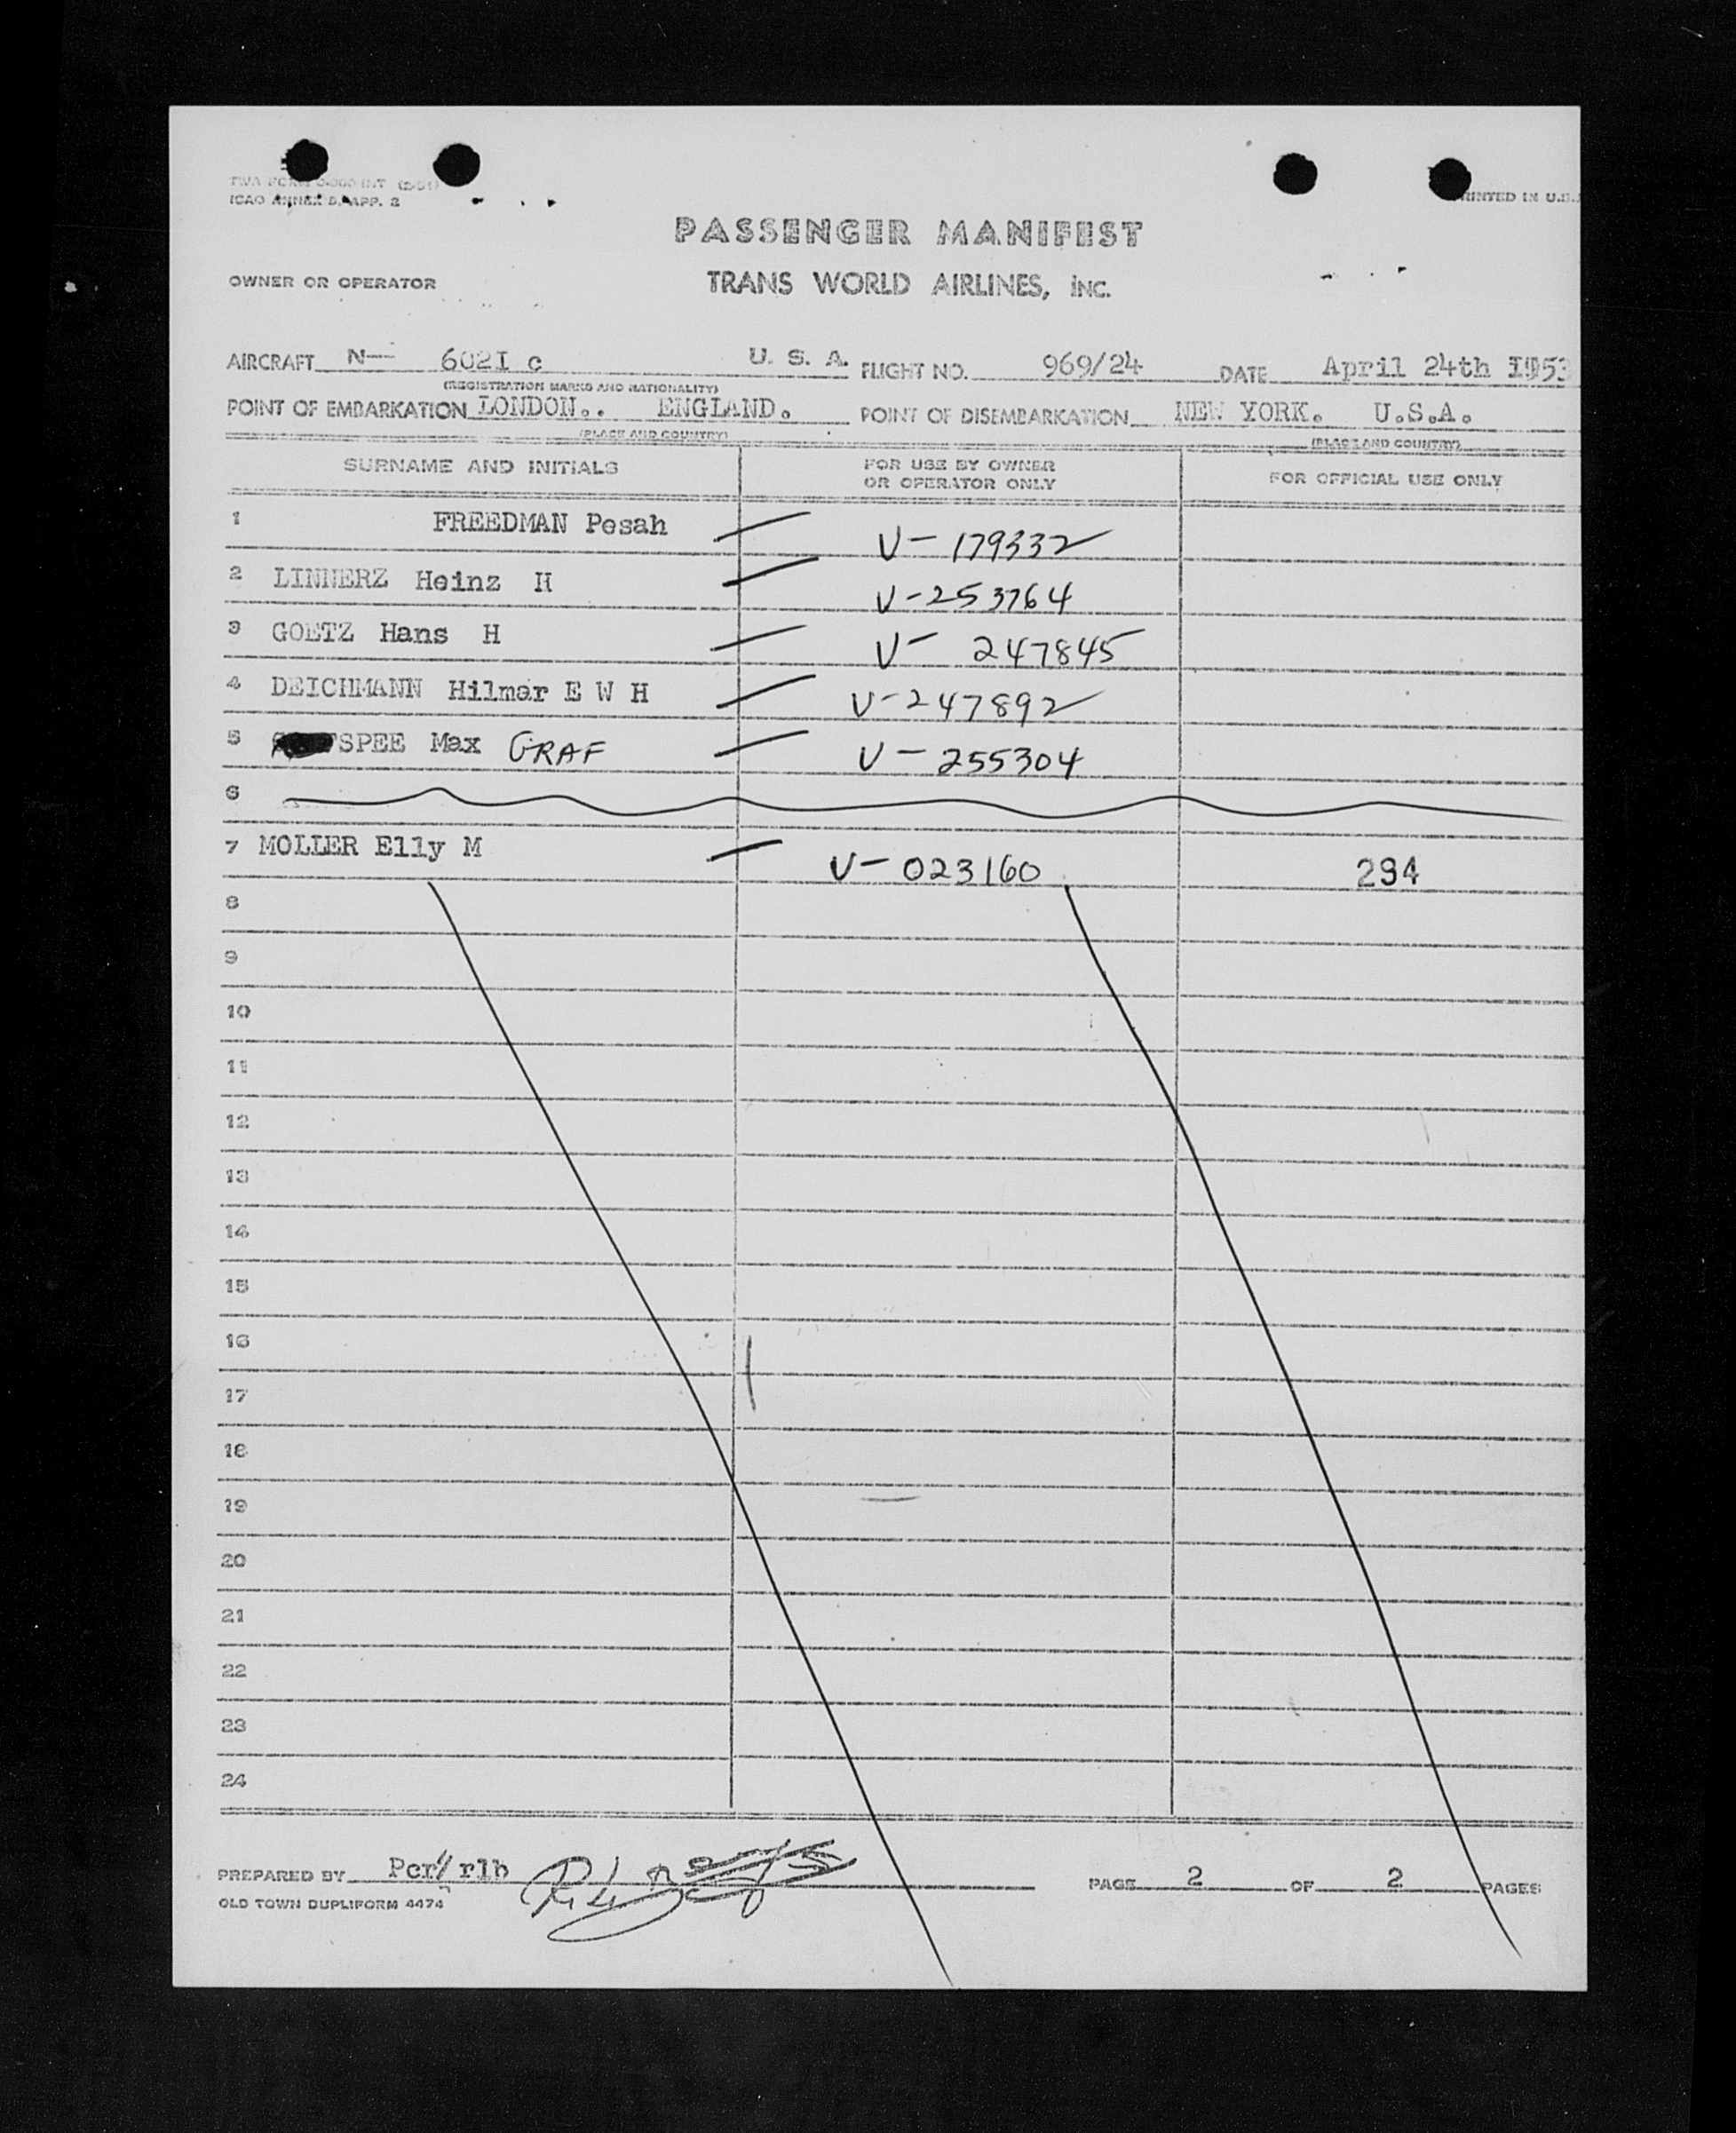 ICAO ANNEX 9, APP. 2
PRINTED IN U.S.
PASSENGER MANIFEST
OWNER OR OPERATOR
TRANS WORLD AIRLINES, INC.
AIRCRAFT N— 602I c U. S. A. FLIGHT NO. 969/24 DATE April 24th I953
(REGISTRATION MARKS AND NATIONALITY)
POINT OF EMBARKATION LONDON.. ENGLAND. POINT OF DISEMBARKATION NEW YORK. U.S.A.
(PLACE AND COUNTRY) (PLACE AND COUNTRY)
SURNAME AND INITIALS FOR USE BY OWNER OR OPERATOR ONLY FOR OFFICIAL USE ONLY
1 FREEDMAN Pesah V-179332
2 LINNERZ Heinz H V-253764
3 GOETZ Hans H V- 247845
4 DEICHMANN Hilmar E W H V-247892
5 SPEE Max GRAF V-255304
6
7 MOLLER Elly M V-023160 294
8
9
10
11
12
13
14
15
16
17
18
19
20
21
22
23
24
PREPARED BY Pcr/ rlb PAGE 2 OF 2 PAGES
OLD TOWN DUPLIFORM 4474